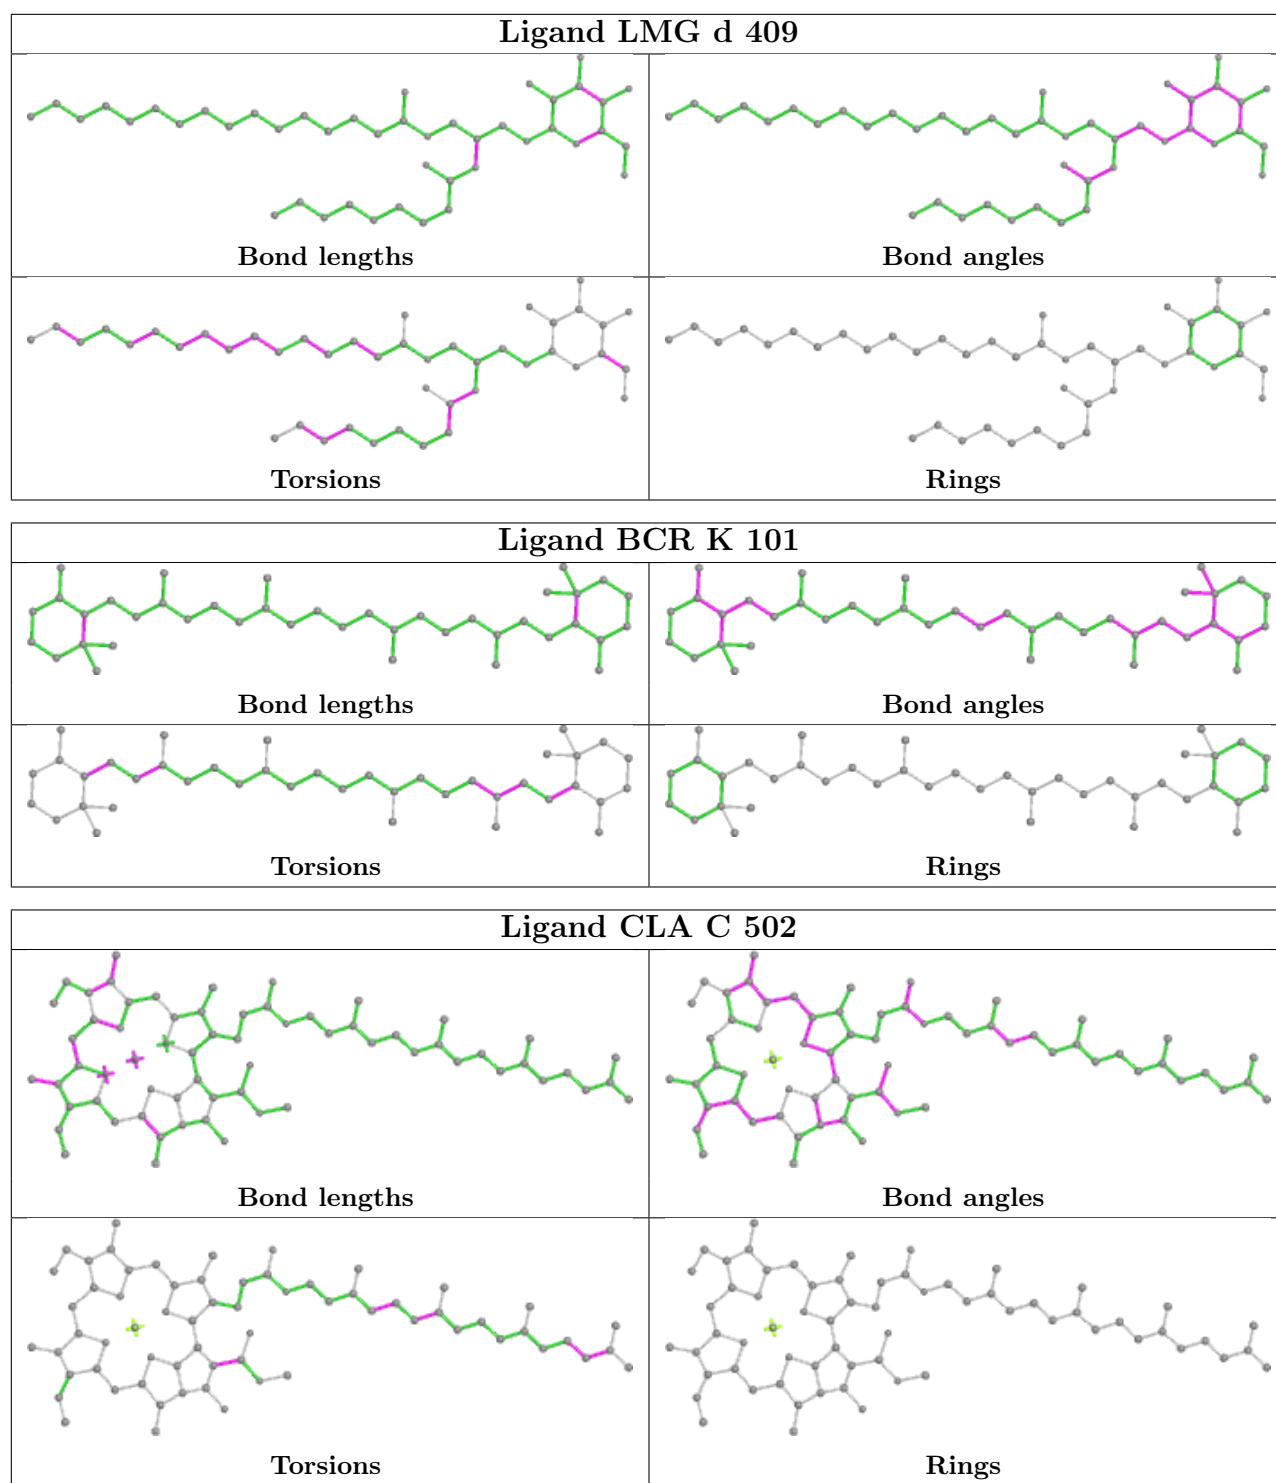 Ligand LMG d 409
Bond lengths
Bond angles
Torsions
Rings
Ligand BCR K 101
Bond lengths
Bond angles
Torsions
Rings
Ligand CLA C 502
Bond lengths
Bond angles
Torsions
Rings